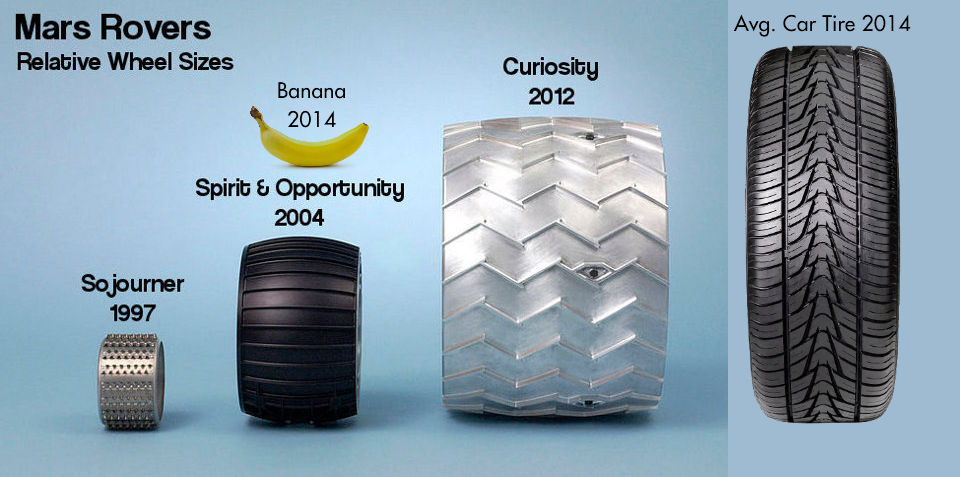 Mars Rovers
Relative Wheel Sizes
Avg. Car Tire 2014
Curiosity
2012
Banana
2014
Spirit & Opportunity
2004
Sojourner
1997